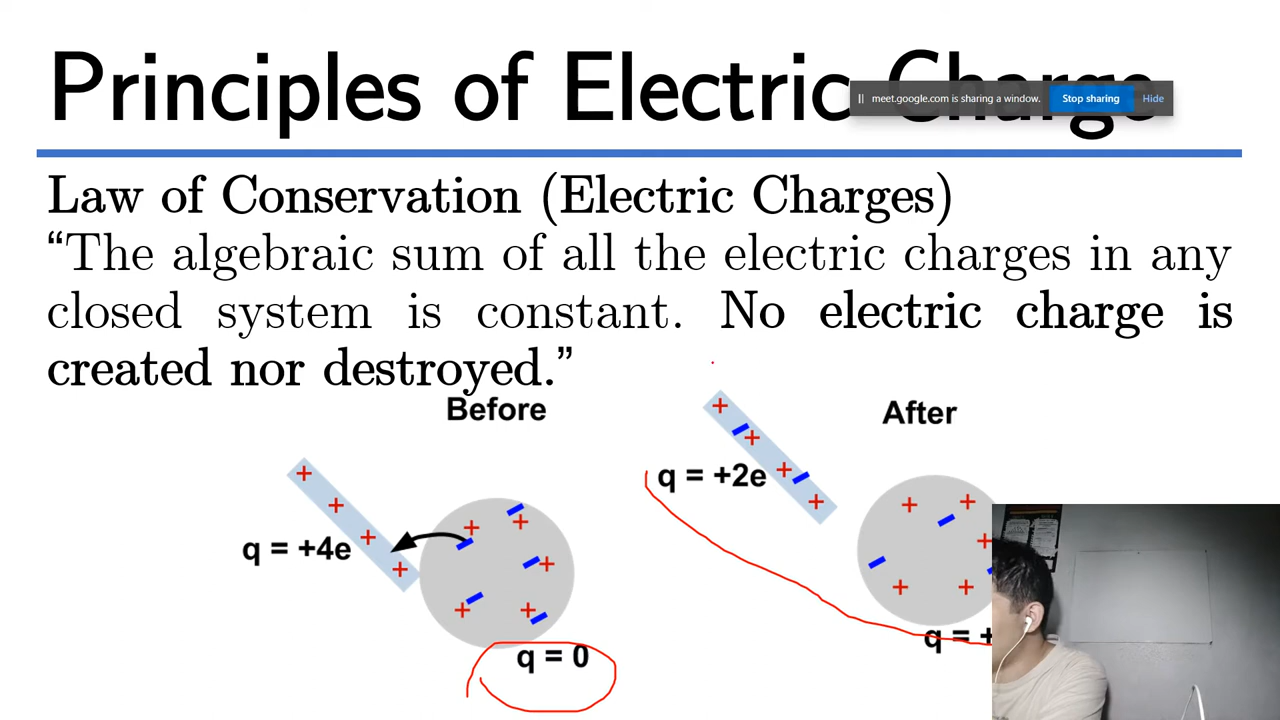 Principles of Electric Charge
meet.google.com is sharing a window. Stop sharing Hide
Law of Conservation (Electric Charges)
“The algebraic sum of all the electric charges in any
closed system is constant. No electric charge is
created nor destroyed.”
Before
After
q = +4e
q = 0
q = +2e
q = +